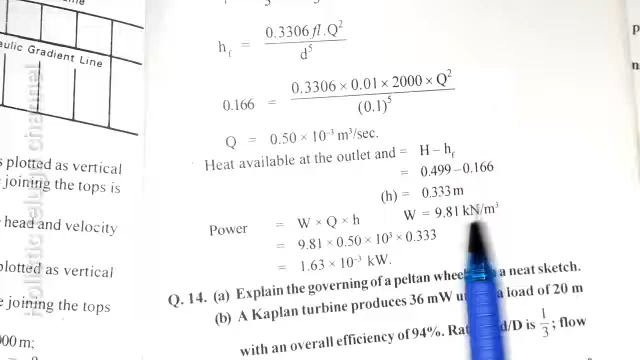 Hydraulic Gradient Line
s plotted as vertical
joining the tops is
head and velocity
plotted as vertical
e joining the tops
00 m;
h_f = 0.3306 fl.Q² / d⁵
0.166 = 0.3306 × 0.01 × 2000 × Q² / (0.1)⁵
Q = 0.50 × 10⁻³ m³/sec.
Heat available at the outlet and = H – h_f
= 0.499 – 0.166
(h) = 0.333 m
Power = W × Q × h W = 9.81 kN/m³
= 9.81 × 0.50 × 10³ × 0.333
= 1.63 × 10⁻³ kW.
Q. 14. (a) Explain the governing of a peltan a neat sketch.
(b) A Kaplan turbine produces 36 mW a load of 20 m
with an overall efficiency of 94%. d/D is 1/3; flow
holistic channel